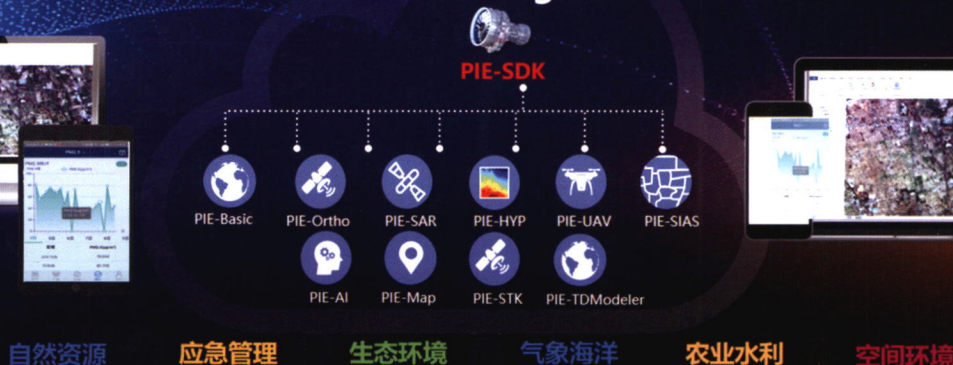 PIE-SDK
PIE-Basic
PIE-Ortho
PIE-SAR
PIE-HYP
PIE-UAV
PIE-SIAS
PIE-AI
PIE-Map
PIE-STK
PIE-TDModeler
自然资源
应急管理
生态环境
气象海洋
农业水利
空间环境